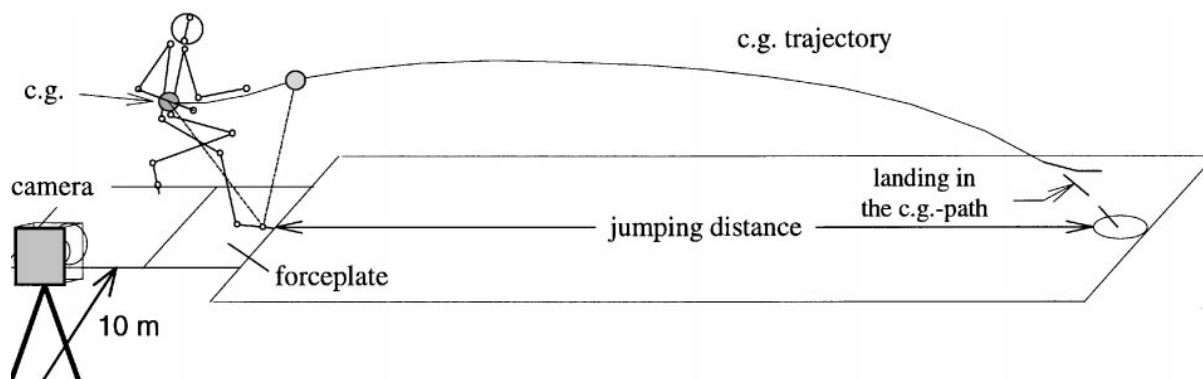 c.g. trajectory
c.g.
camera
landing in
the c.g.-path
jumping distance
forceplate
10 m